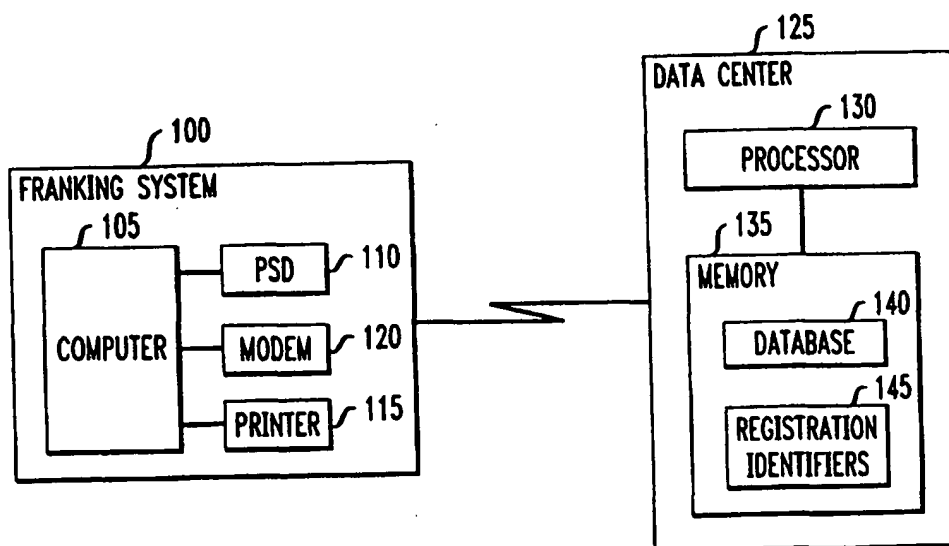 100
FRANKING SYSTEM
105
COMPUTER
PSD
110
MODEM
120
PRINTER
115
125
DATA CENTER
130
PROCESSOR
135
MEMORY
140
DATABASE
145
REGISTRATION
IDENTIFIERS